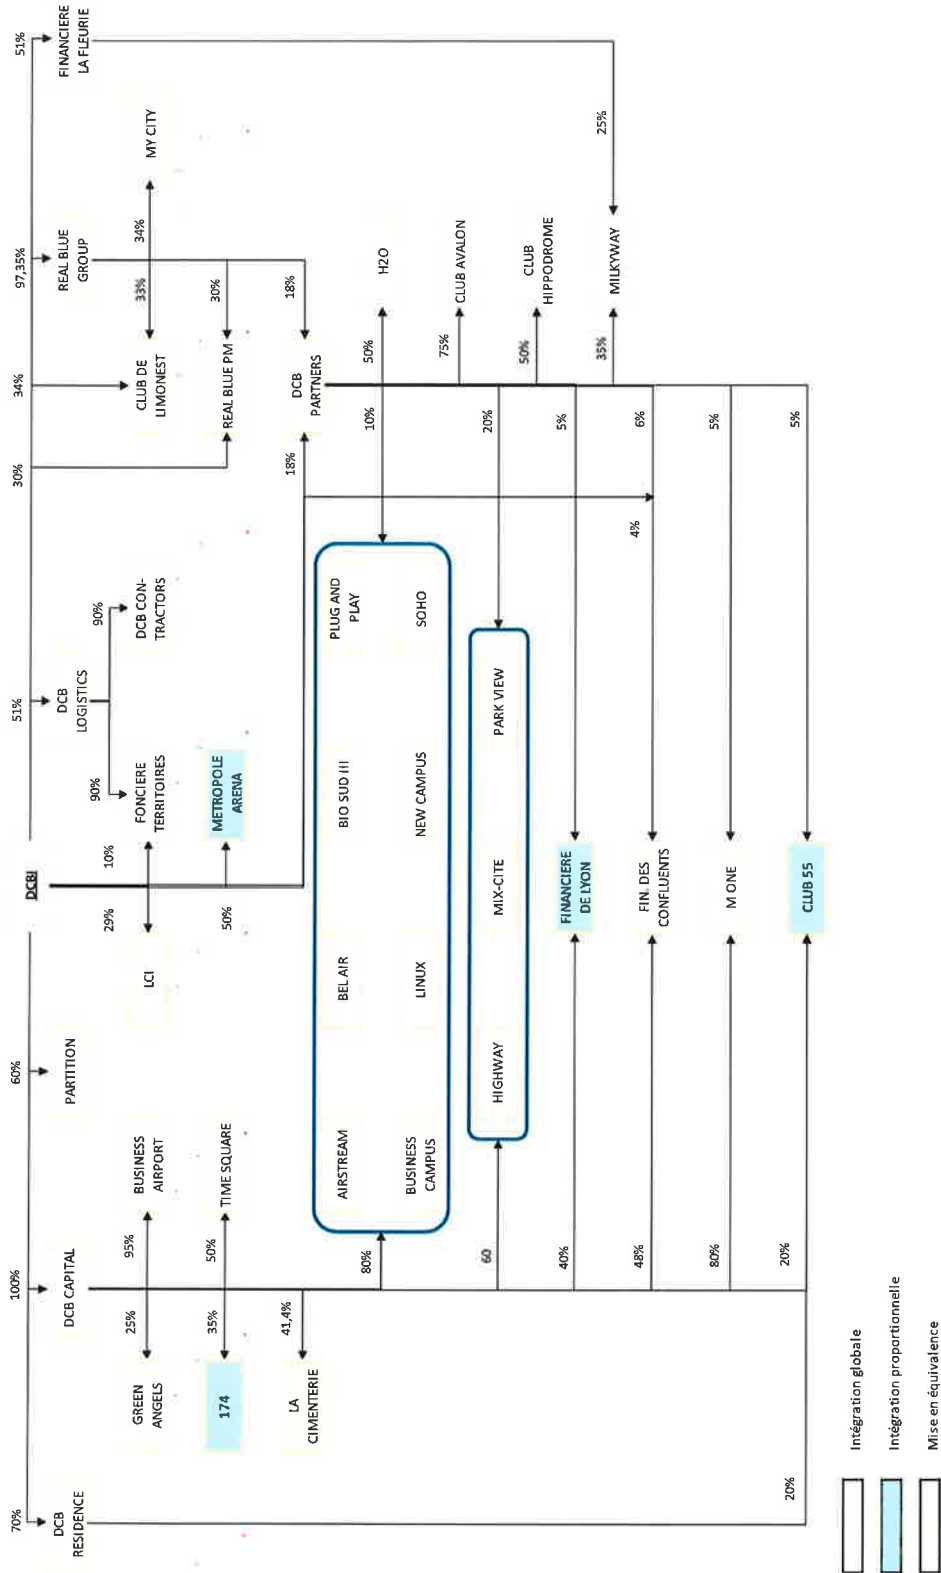 DCBI
70%
100%
60%
51%
30%
34%
97,35%
51%
DCB
RESIDENCE
DCB CAPITAL
PARTITION
DCB
LOGISTICS
REAL BLUE
GROUP
FINANCIERE
LA FLEURIE
25%
95%
29%
10%
90%
90%
33%
34%
GREEN
ANGELS
BUSINESS
AIRPORT
LCI
FONCIERE
TERRITOIRES
DCB CON-
TRACTORS
CLUB DE
LIMONEST
MY CITY
35%
50%
50%
30%
174
TIME SQUARE
METROPOLE
ARENA
REAL BLUE PM
41,4%
18%
18%
LA
CIMENTERIE
DCB
PARTNERS
80%
10%
50%
AIRSTREAM
BEL AIR
BIO SUD III
PLUG AND
PLAY
H2O
BUSINESS
CAMPUS
LINUX
NEW CAMPUS
SOHO
75%
CLUB AVALON
60
20%
HIGHWAY
MIX-CITE
PARK VIEW
50%
CLUB
HIPPODROME
40%
5%
FINANCIERE
DE LYON
35%
25%
MILKYWAY
48%
4%
6%
FIN. DES
CONFLUENTS
80%
5%
M ONE
20%
20%
5%
CLUB 55
Intégration globale
Intégration proportionnelle
Mise en équivalence